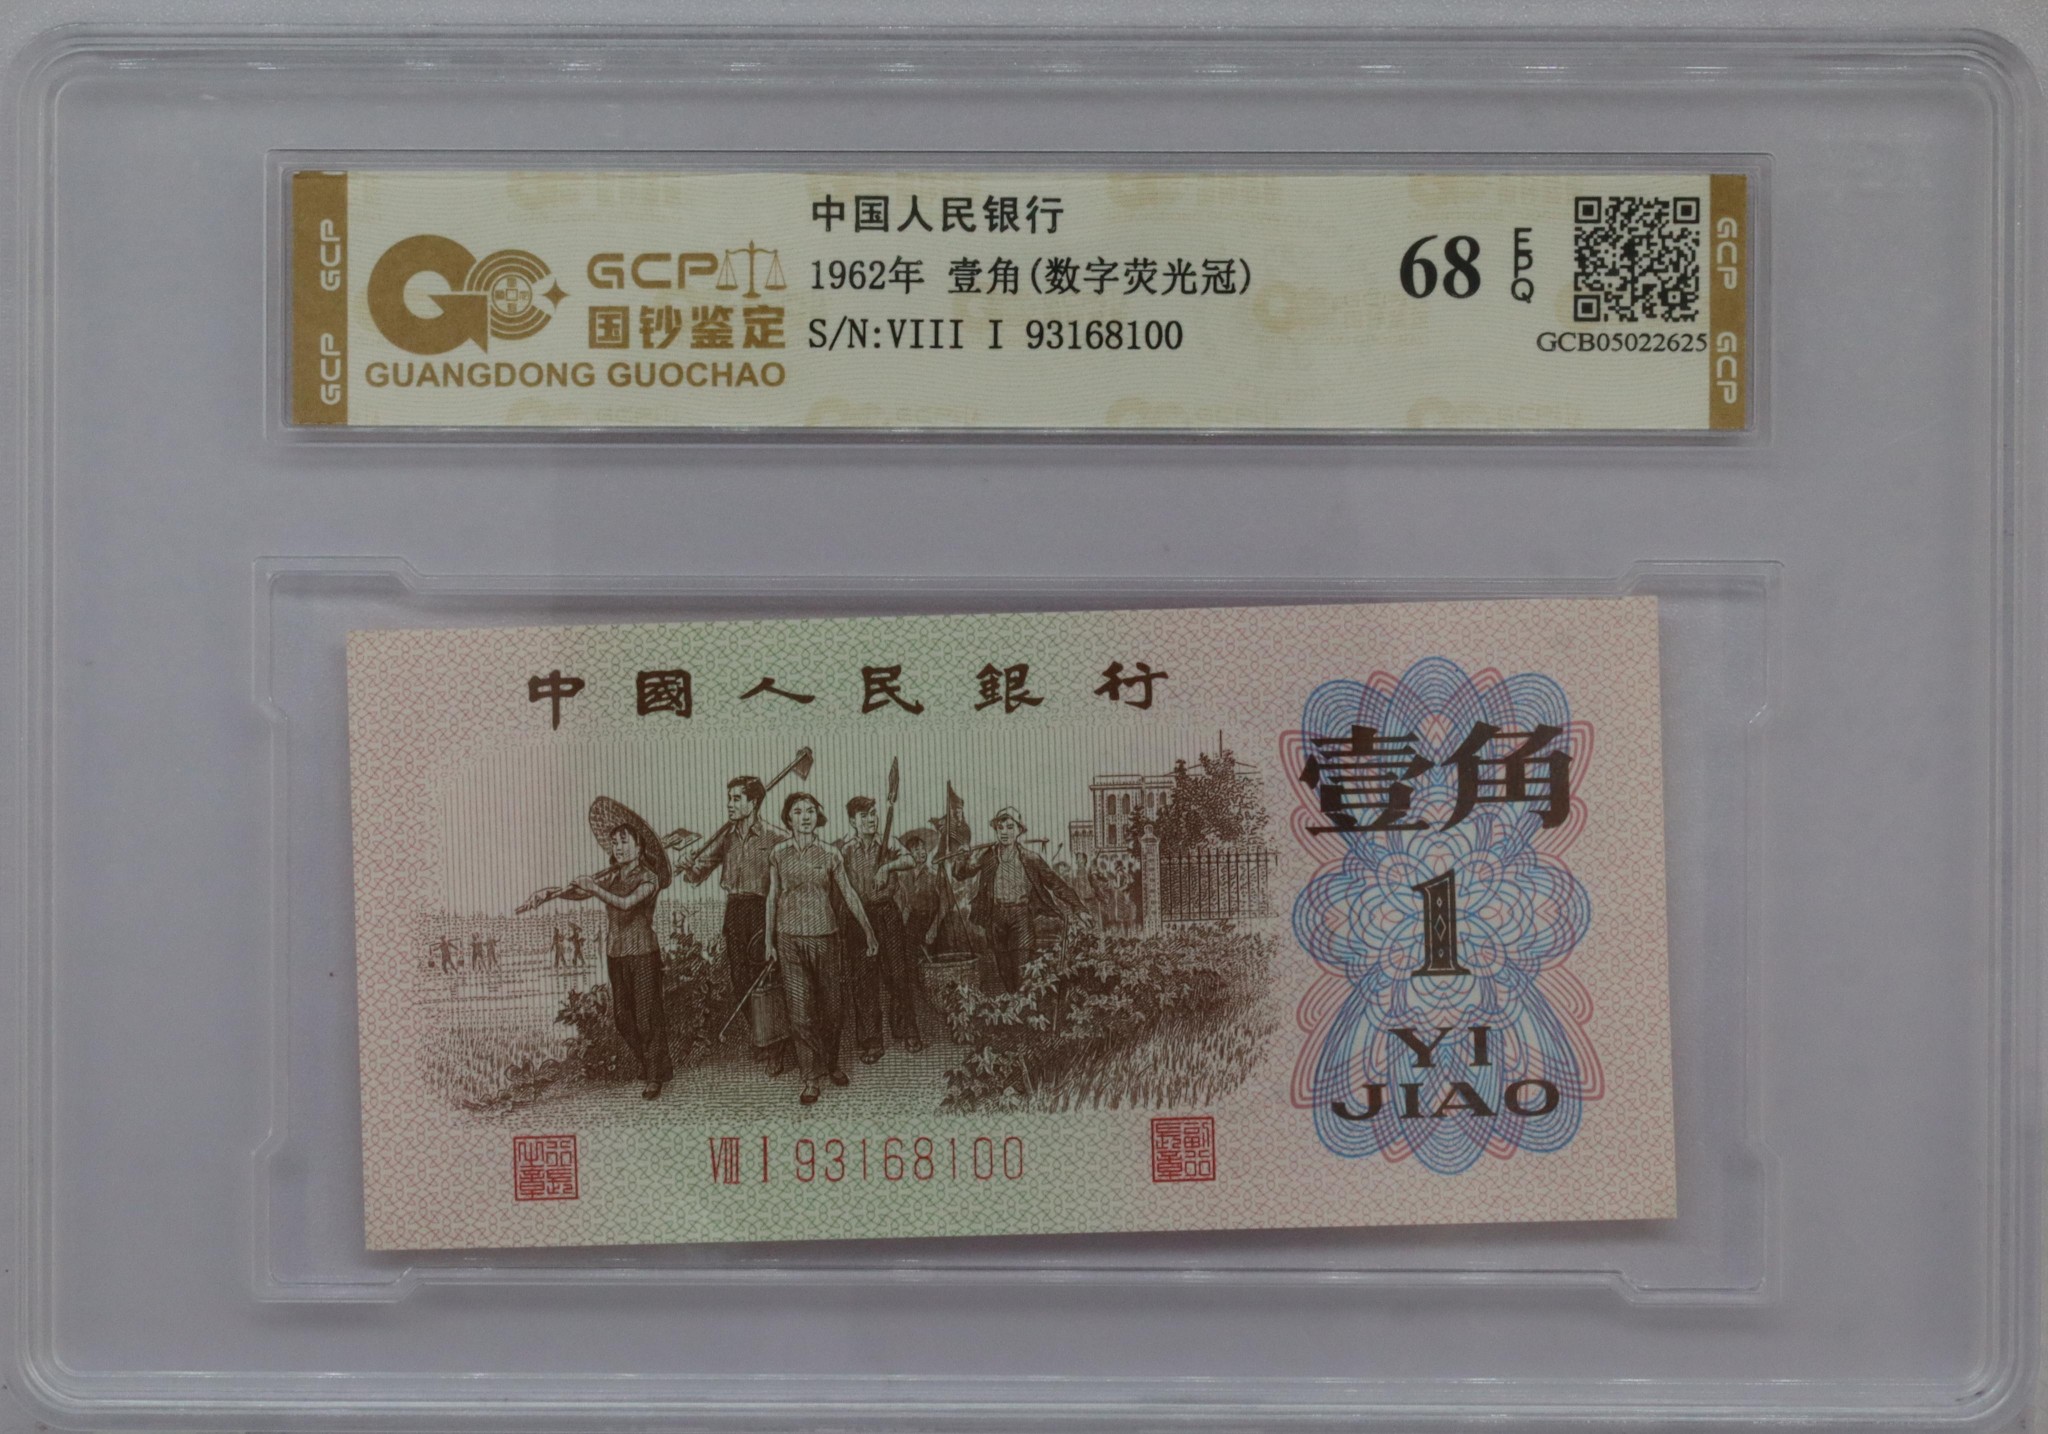 GCP GCP
GCP
国钞鉴定
GUANGDONG GUOCHAO
中国人民银行
1962年 壹角(数字荧光冠)
S/N:VIII I 93168100
68 EPQ
GCB05022625
GCP GCP
中國人民銀行
壹角
1
YI
JIAO
VIII I 93168100